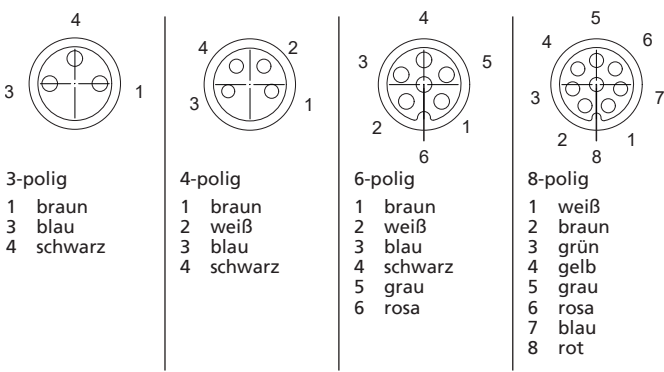 4
3
1
3-polig
1 braun
3 blau
4 schwarz
4
2
3
1
4-polig
1 braun
2 weiß
3 blau
4 schwarz
4
3
5
2
1
6
6-polig
1 braun
2 weiß
3 blau
4 schwarz
5 grau
6 rosa
5
4
6
3
7
2
1
8
8-polig
1 weiß
2 braun
3 grün
4 gelb
5 grau
6 rosa
7 blau
8 rot